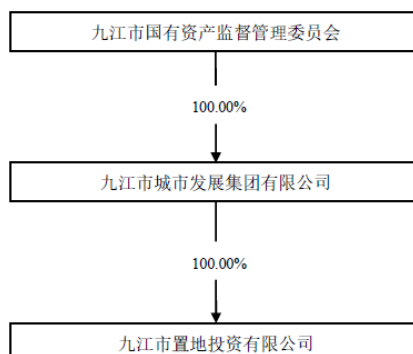 九江市国有资产监督管理委员会
100.00%
九江市城市发展集团有限公司
100.00%
九江市置地投资有限公司